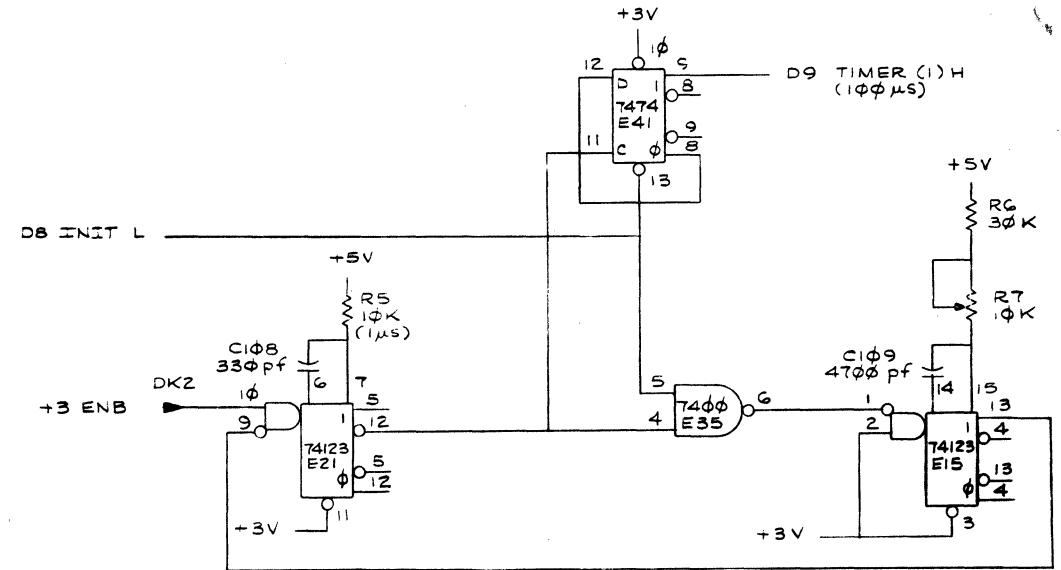 +3V
1φ
12
D
5
1
8
D9 TIMER (1) H
(1φφ μs)
7474
E41
9
11
C
φ
8
13
D8 INIT L
+5V
R6
3φK
+5V
R5
1φK
(1μs)
R7
1φK
C1φ8
33φpf
6
7
C1φ9
47φφ pf
14
15
DK2
1φ
+3 ENB
9
1
5
12
74123
E21
5
φ
12
11
+3V
5
4
74φφ
E35
6
1
2
13
1
4
74123
E15
13
φ
4
3
+3V